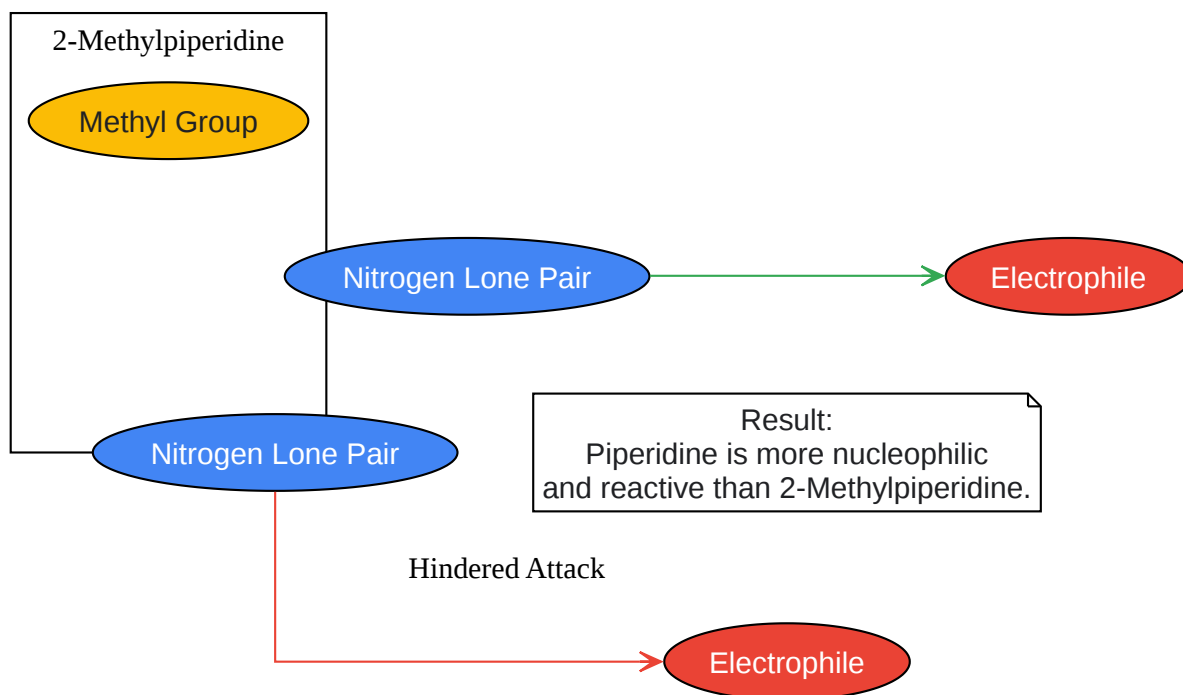 2-Methylpiperidine
Methyl Group
Nitrogen Lone Pair
Electrophile
Result:
Piperidine is more nucleophilic
and reactive than 2-Methylpiperidine.
Nitrogen Lone Pair
Hindered Attack
Electrophile